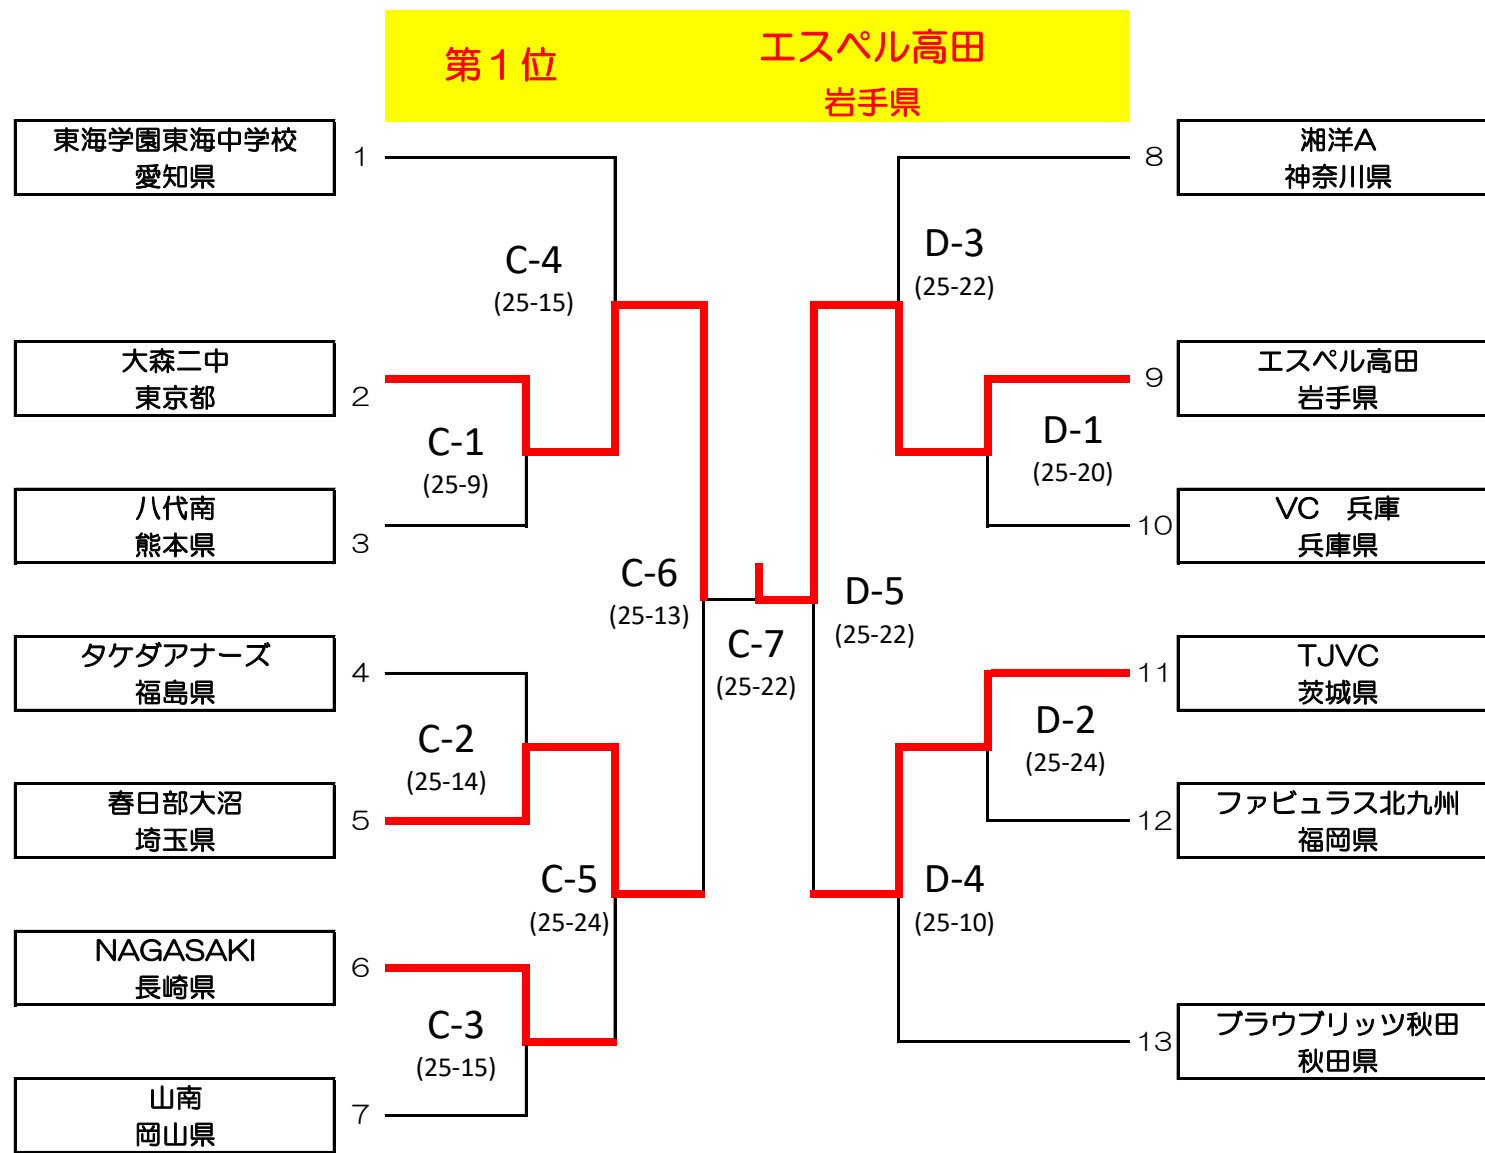 第１位
エスペル高田
岩手県
東海学園東海中学校
愛知県
1
大森二中
東京都
2
八代南
熊本県
3
タケダアナーズ
福島県
4
春日部大沼
埼玉県
5
NAGASAKI
長崎県
6
山南
岡山県
7
C-4
(25-15)
C-1
(25-9)
C-2
(25-14)
C-5
(25-24)
C-3
(25-15)
C-6
(25-13)
C-7
(25-22)
D-5
(25-22)
D-3
(25-22)
D-1
(25-20)
D-2
(25-24)
D-4
(25-10)
8
湘洋A
神奈川県
9
エスペル高田
岩手県
10
VC　兵庫
兵庫県
11
TJVC
茨城県
12
ファビュラス北九州
福岡県
13
ブラウブリッツ秋田
秋田県